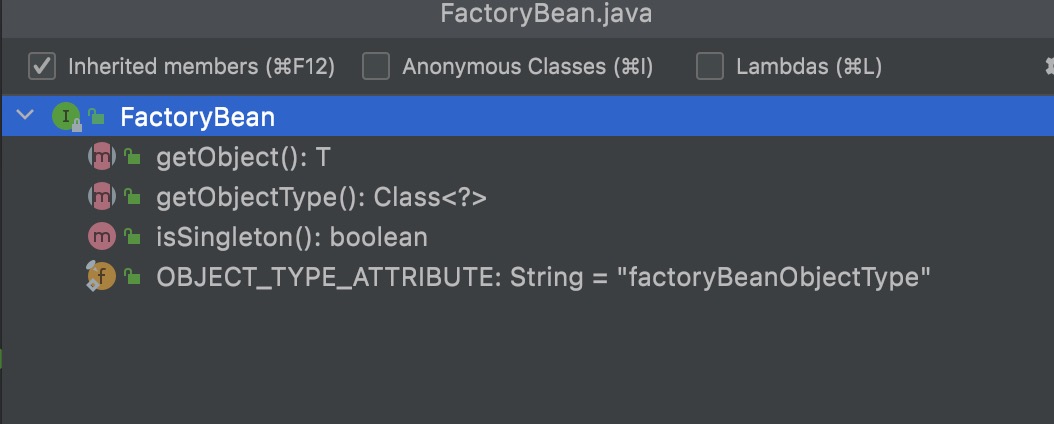 FactoryBean.java
Inherited members (⌘F12) Anonymous Classes (⌘I) Lambdas (⌘L)
I FactoryBean
m getObject(): T
m getObjectType(): Class<?>
m isSingleton(): boolean
f OBJECT_TYPE_ATTRIBUTE: String = "factoryBeanObjectType"